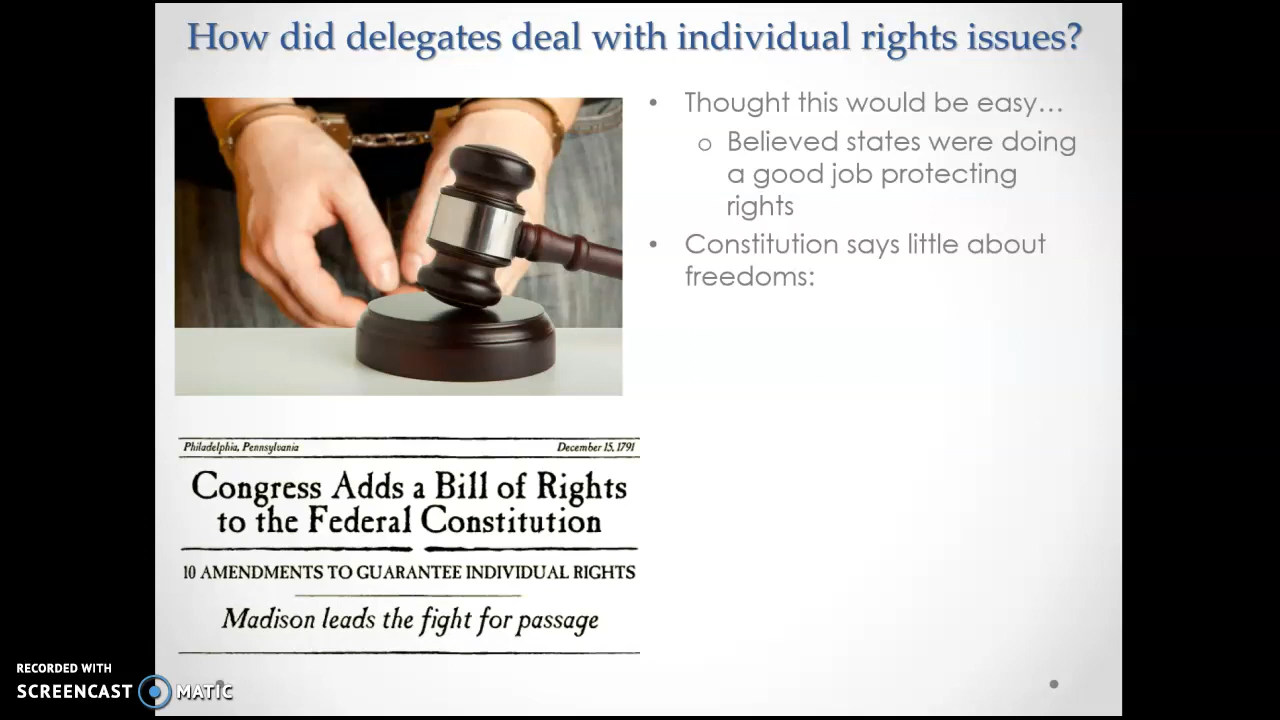 How did delegates deal with individual rights issues?
• Thought this would be easy…
o Believed states were doing
a good job protecting
rights
• Constitution says little about
freedoms:
Philadelphia, Pennsylvania December 15, 1791
Congress Adds a Bill of Rights
to the Federal Constitution
10 AMENDMENTS TO GUARANTEE INDIVIDUAL RIGHTS
Madison leads the fight for passage
RECORDED WITH
SCREENCAST MATIC